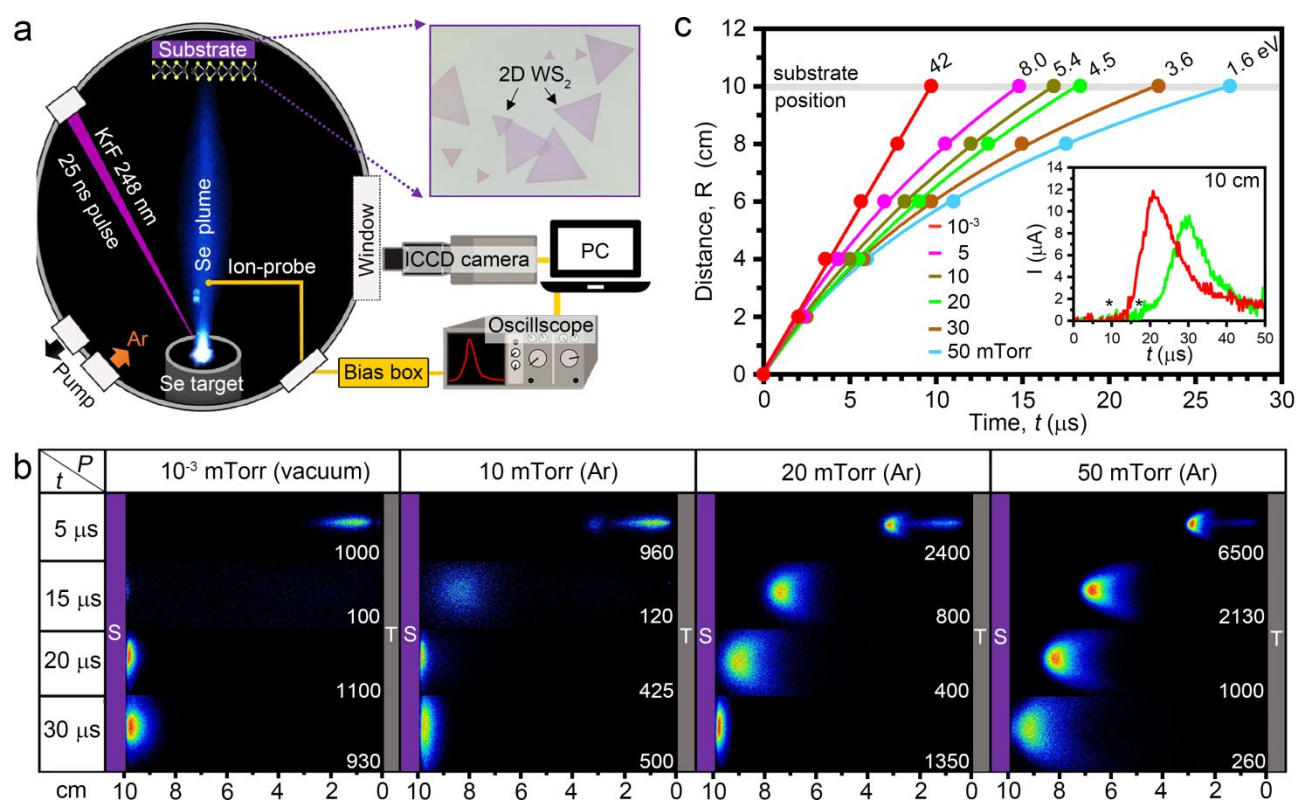 a
Substrate
2D WS₂
KrF 248 nm
25 ns pulse
Se plume
Ion-probe
Window
ICCD camera
PC
Oscillscope
Ar
Pump
Se target
Bias box
c
12
10
8
6
4
2
0
Distance, R (cm)
substrate
position
42
8.0
5.4
4.5
3.6
1.6 eV
10⁻³
5
10
20
30
50 mTorr
10 cm
14
12
10
8
6
4
2
0
I (μA)
* *
0 10 20 30 40 50
t (μs)
0 5 10 15 20 25 30
Time, t (μs)
b
P
t
10⁻³ mTorr (vacuum)
10 mTorr (Ar)
20 mTorr (Ar)
50 mTorr (Ar)
5 μs
1000
960
2400
6500
15 μs
100
120
800
2130
S T S T S T S T
20 μs
1100
425
400
1000
30 μs
930
500
1350
260
cm
10 8 6 4 2 0
10 8 6 4 2 0
10 8 6 4 2 0
10 8 6 4 2 0